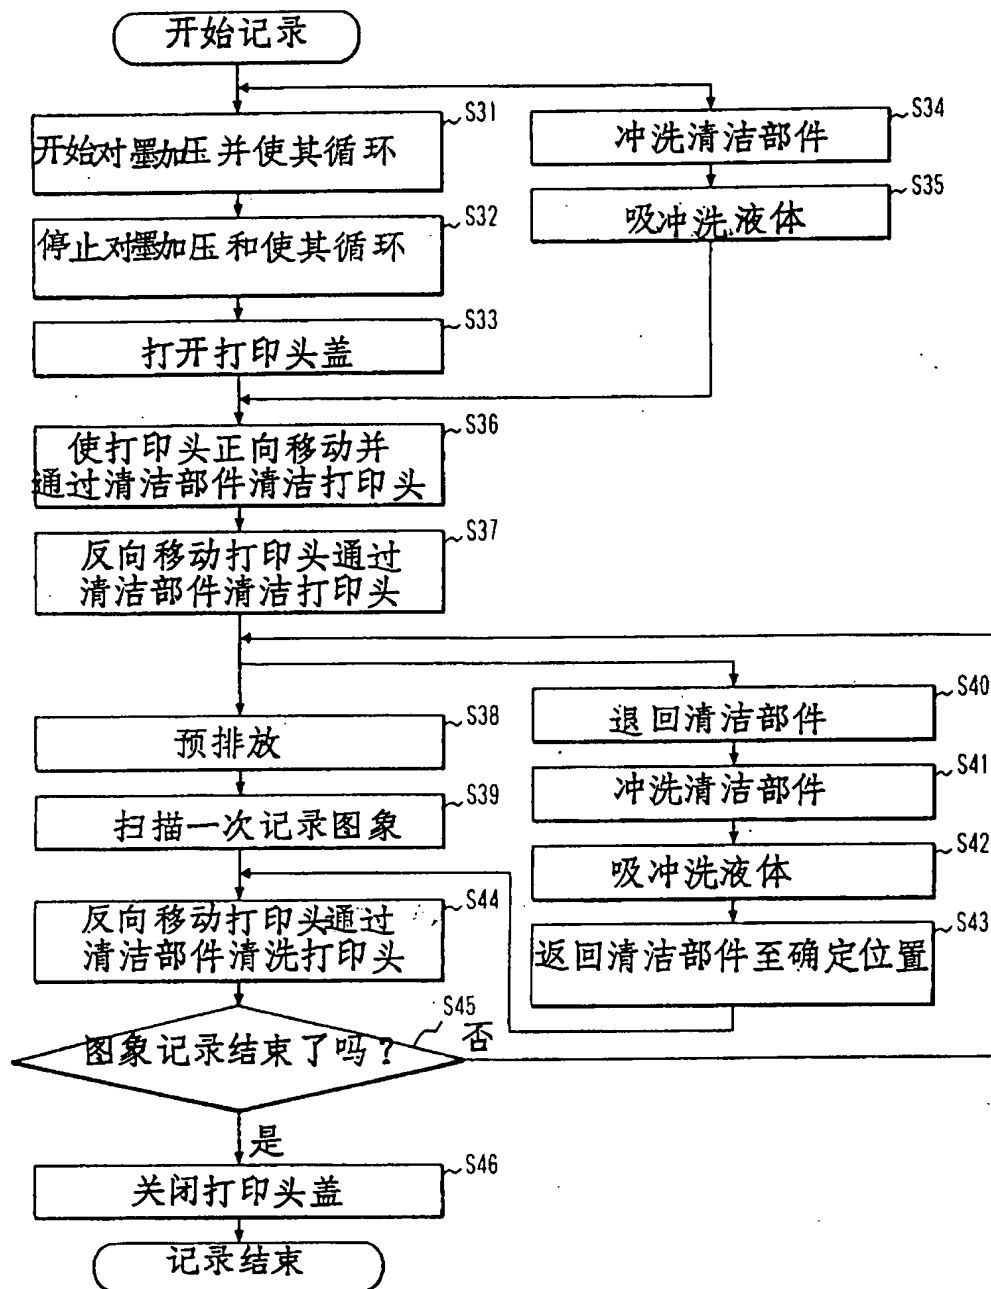 开始记录
S31
开始对墨加压并使其循环
S34
冲洗清洁部件
S35
吸冲洗液体
S32
停止对墨加压和使其循环
S33
打开打印头盖
S36
使打印头正向移动并
通过清洁部件清洁打印头
S37
反向移动打印头通过
清洁部件清洁打印头
S38
预排放
S40
退回清洁部件
S39
扫描一次记录图象
S41
冲洗清洁部件
S42
吸冲洗液体
S44
反向移动打印头通过
清洁部件清洗打印头
S43
返回清洁部件至确定位置
S45
图象记录结束了吗？
否
是
S46
关闭打印头盖
记录结束